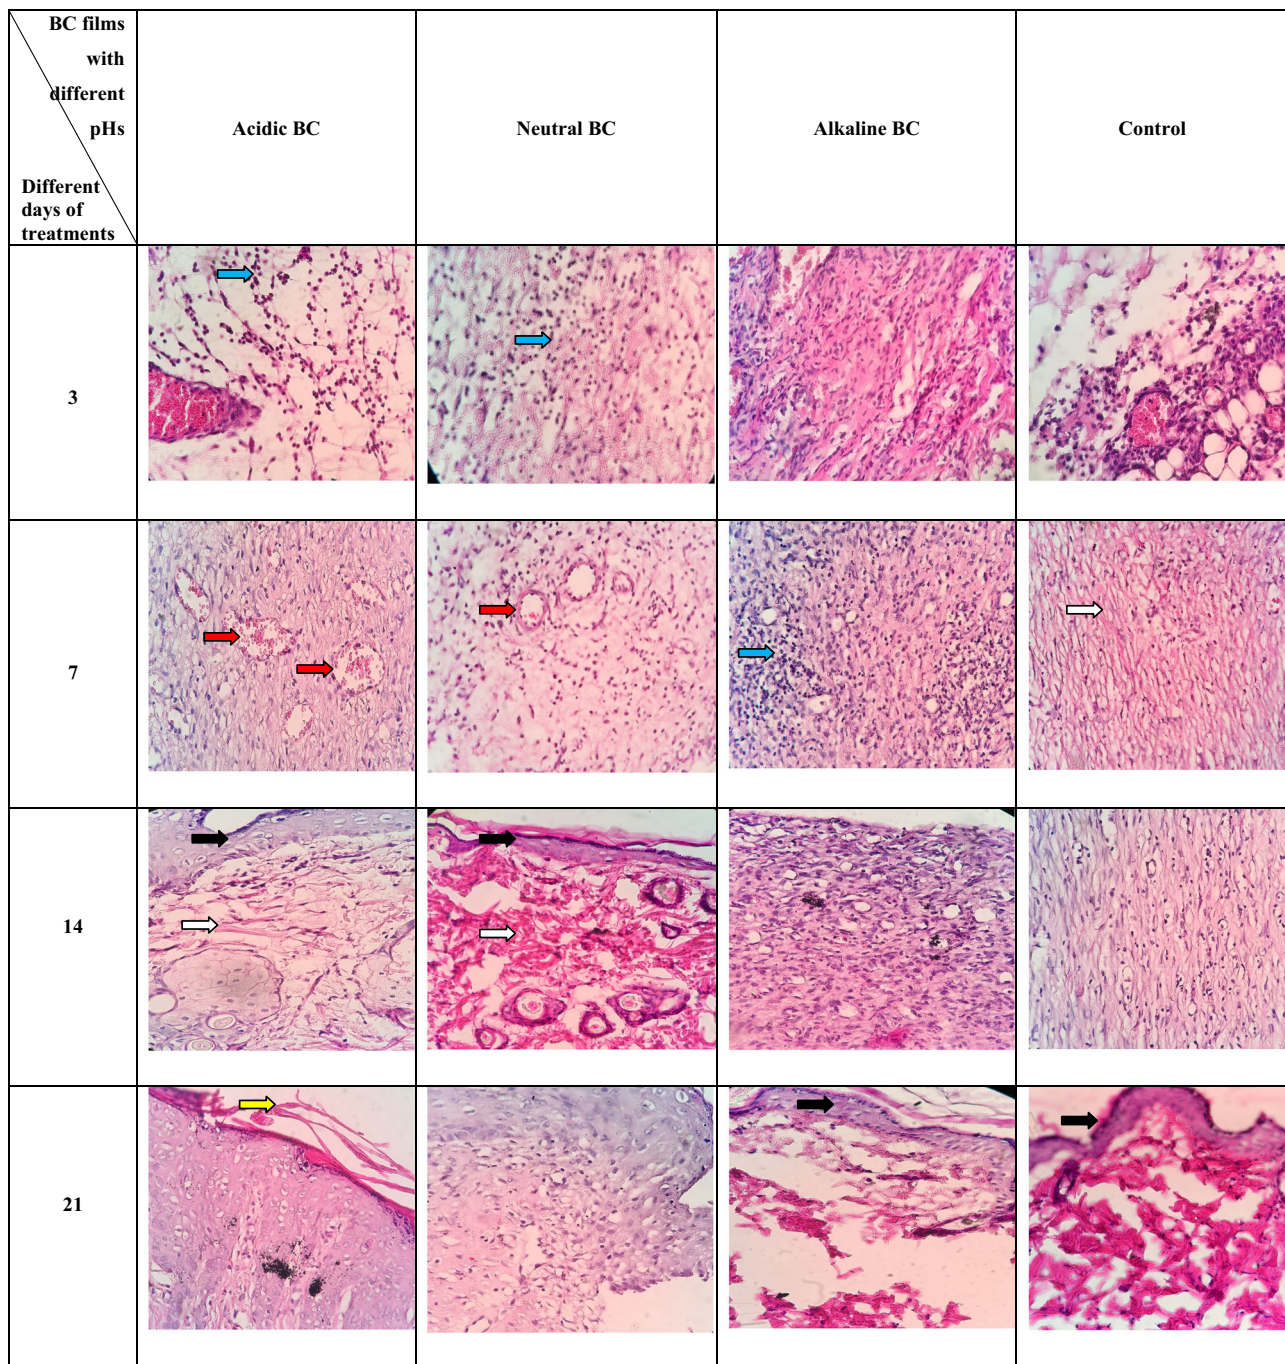 BC films
with
different
pHs
Different
days of
treatments
Acidic BC
Neutral BC
Alkaline BC
Control
3
7
14
21